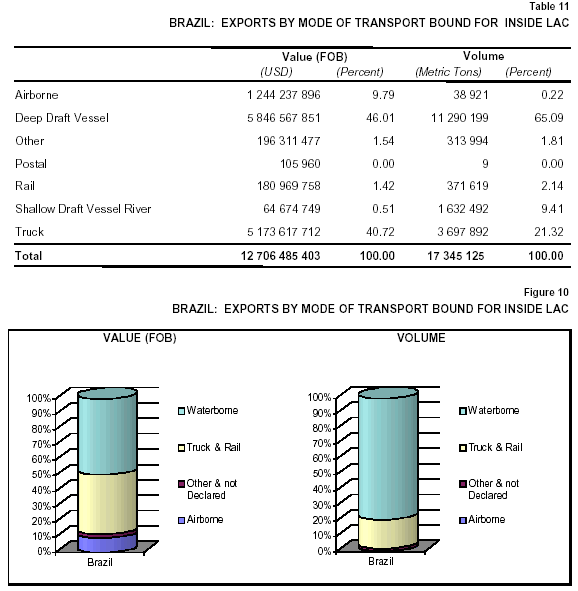 Table 11
BRAZIL: EXPORTS BY MODE OF TRANSPORT BOUND FOR INSIDE LAC
Value (FOB) Volume
(USD) (Percent) (Metric Tons) (Percent)
Airborne 1 244 237 896 9.79 38 921 0.22
Deep Draft Vessel 5 846 567 851 46.01 11 290 199 65.09
Other 196 311 477 1.54 313 994 1.81
Postal 105 960 0.00 9 0.00
Rail 180 969 758 1.42 371 619 2.14
Shallow Draft Vessel River 64 674 749 0.51 1 632 492 9.41
Truck 5 173 617 712 40.72 3 697 892 21.32
Total 12 706 485 403 100.00 17 345 125 100.00
Figure 10
BRAZIL: EXPORTS BY MODE OF TRANSPORT BOUND FOR INSIDE LAC
VALUE (FOB)
100%
90%
80%
70%
60%
50%
40%
30%
20%
10%
0%
Brazil
Waterborne
Truck & Rail
Other & not
Declared
Airborne
VOLUME
100%
90%
80%
70%
60%
50%
40%
30%
20%
10%
0%
Brazil
Waterborne
Truck & Rail
Other & not
Declared
Airborne